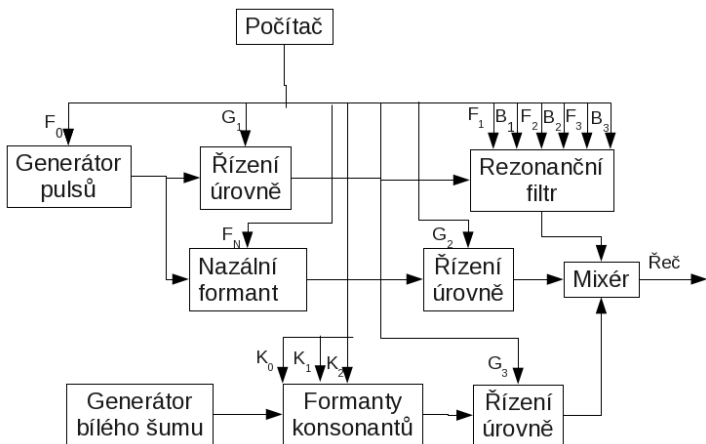 Počítač
F0
G1
F1 B1 F2 B2 F3 B3
Generátor
pulsů
Řízení
úrovně
Rezonanční
filtr
FN
G2
Nazální
formant
Řízení
úrovně
Mixér
Řeč
K0 K1 K2
G3
Generátor
bílého šumu
Formanty
konsonantů
Řízení
úrovně